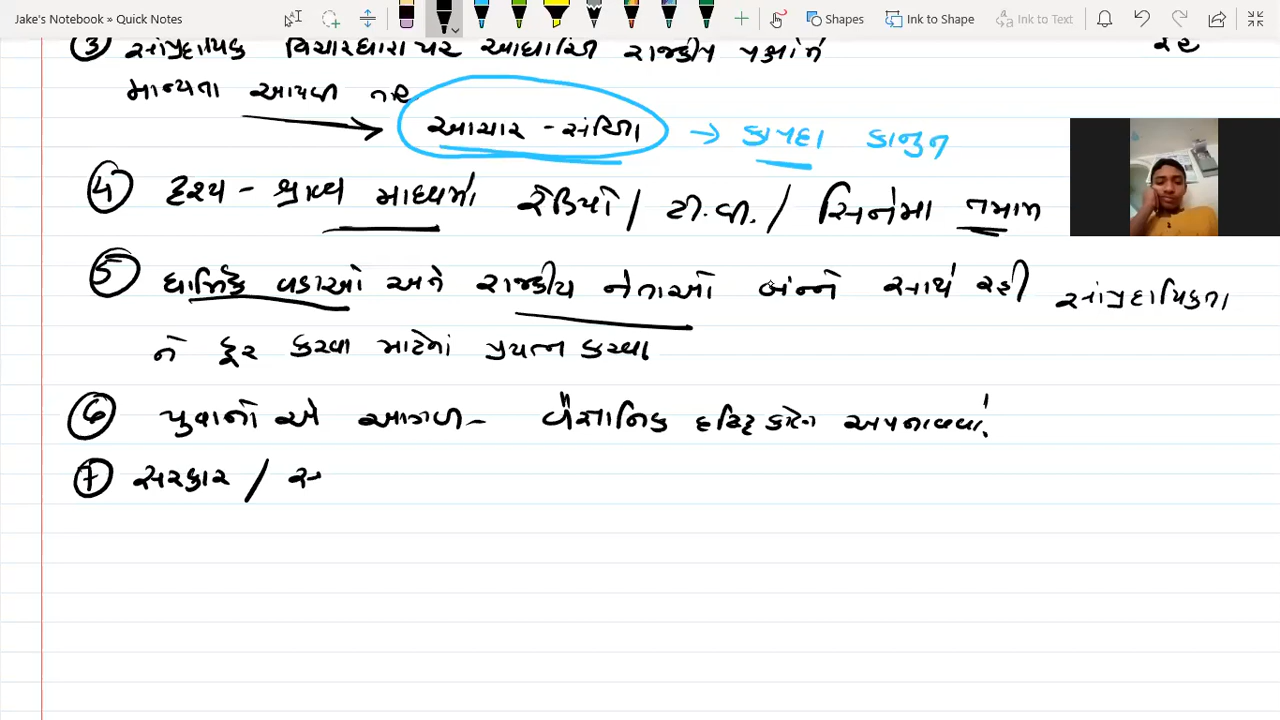 Jake's Notebook » Quick Notes
Shapes Ink to Shape Ink to Text
③ સાંપ્રદાયિક વિચારધારા પર આધારિત રાજકીય પક્ષોને
માન્યતા આપવી નહિ
→ આચાર - સંહિતા → કાયદા કાનુન
④ દૃશ્ય - શ્રાવ્ય માધ્યમો રેડિયો / ટી.વી. / સિનેમા તમામ
⑤ ધાર્મિક વડાઓ અને રાજકીય નેતાઓ બંન્ને સાથે રહી સાંપ્રદાયિકતા
ને દૂર કરવા માટેનાં પ્રયત્ન કરવા
⑥ યુવાનો એ આગળ - વૈજ્ઞાનિક અપનાવવો.
⑦ સરકાર / સ